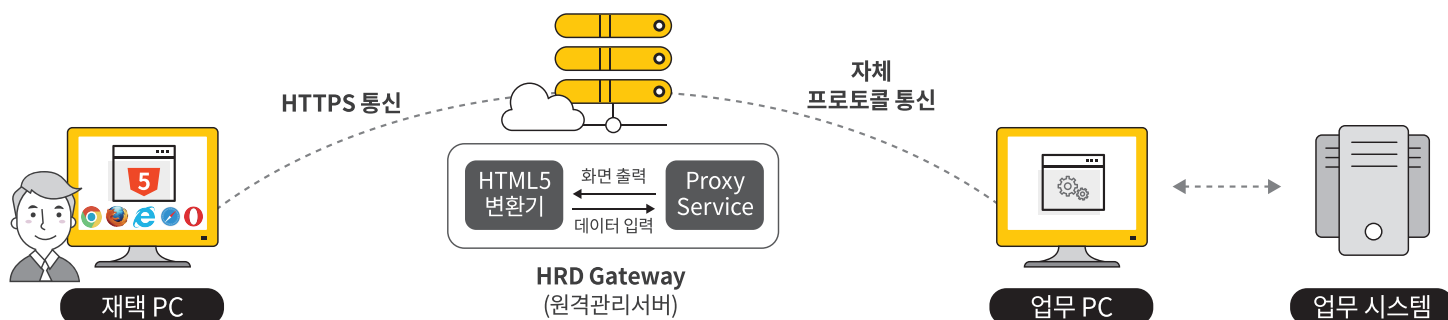 HTTPS 통신
자체
프로토콜 통신
5
HTML5
변환기
화면 출력
데이터 입력
Proxy
Service
HRD Gateway
(원격관리서버)
재택 PC
업무 PC
업무 시스템